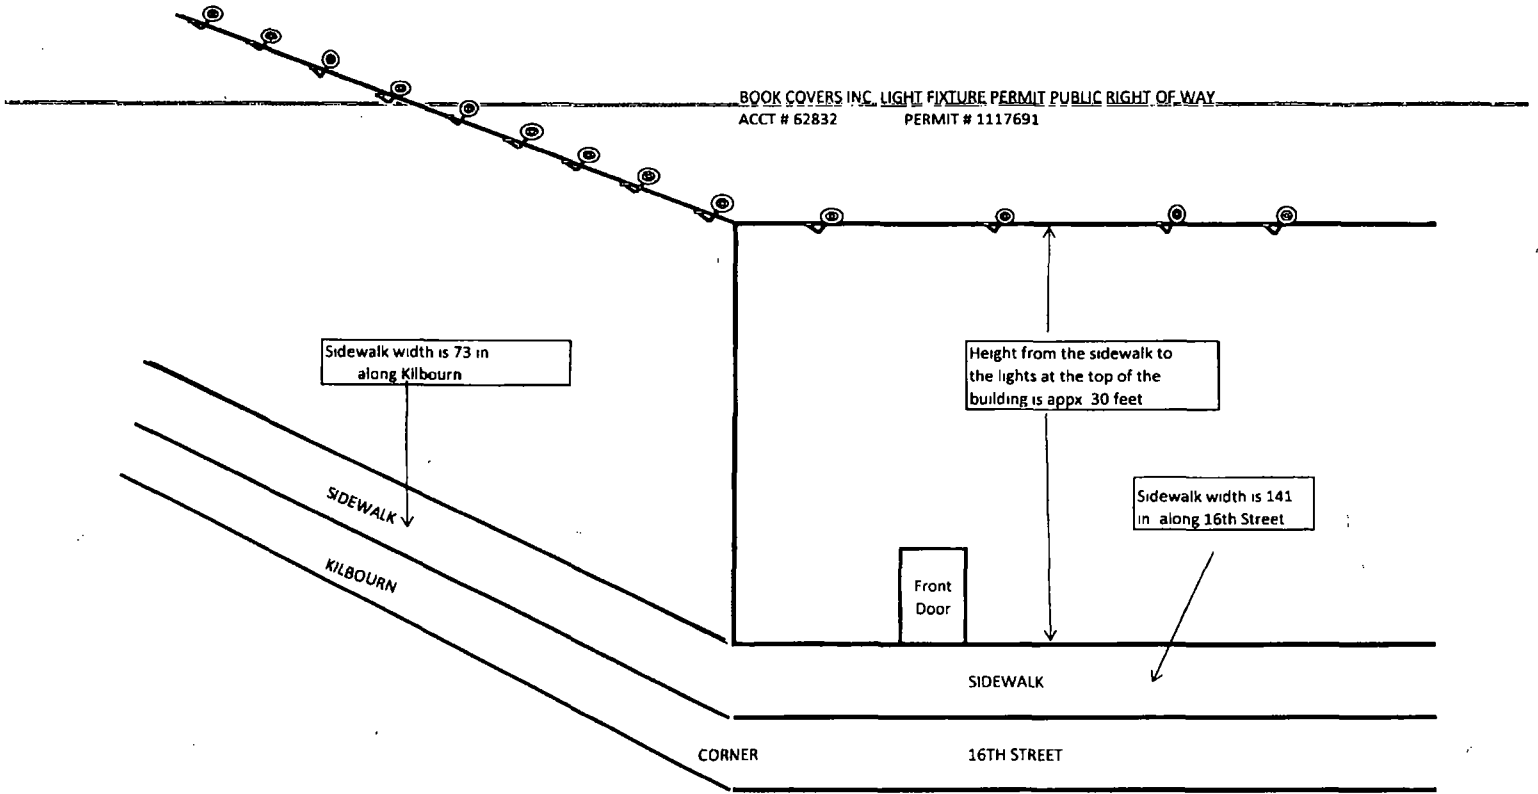 BOOK COVERS INC. LIGHT FIXTURE PERMIT PUBLIC RIGHT OF WAY
ACCT # 62832 PERMIT # 1117691
Sidewalk width is 73 in
along Kilbourn
Height from the sidewalk to
the lights at the top of the
building is appx 30 feet
Sidewalk width is 141
in along 16th Street
SIDEWALK
KILBOURN
Front
Door
SIDEWALK
CORNER
16TH STREET